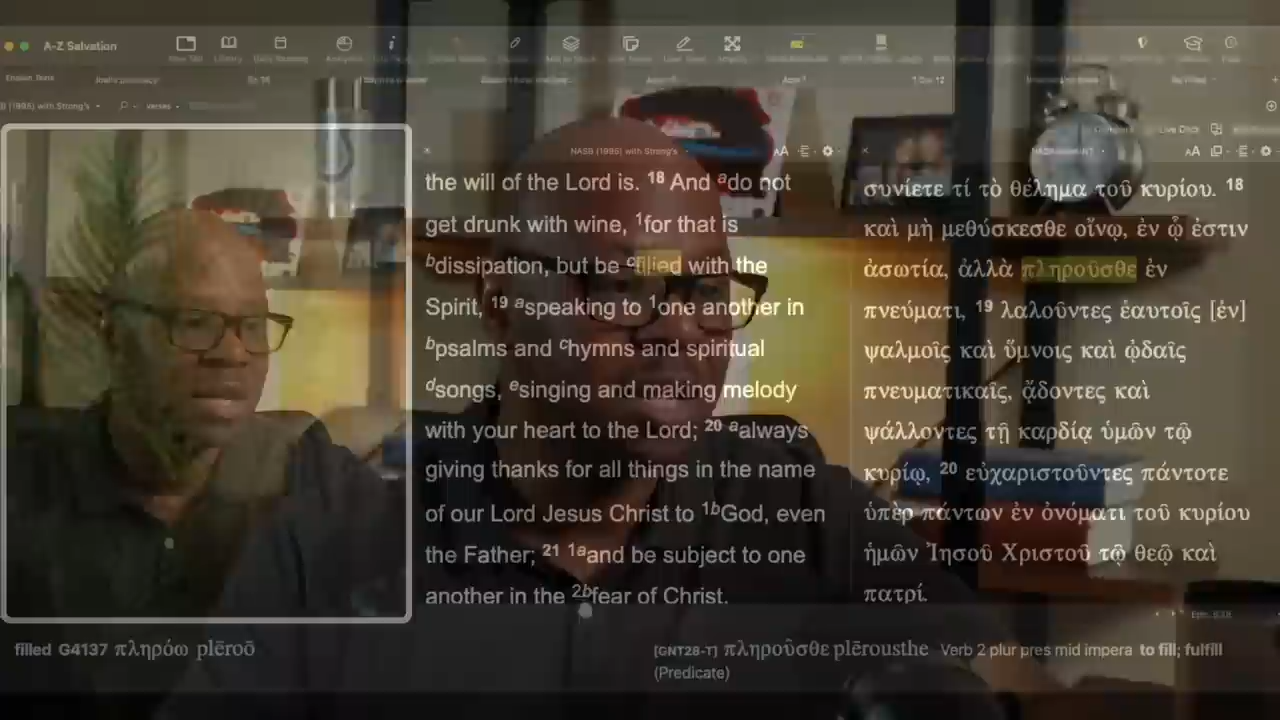 A-Z Salvation
verses
NASB (1995) with Strong's
the will of the Lord is. 18 And ado not
get drunk with wine, 1for that is
bdissipation, but be cfilled with the
Spirit, 19 aspeaking to 1one another in
bpsalms and chymns and spiritual
dsongs, esinging and making melody
with your heart to the Lord; 20 aalways
giving thanks for all things in the name
of our Lord Jesus Christ to 1bGod, even
the Father; 21 1aand be subject to one
another in the 2bfear of Christ.
συνίετε τί τὸ θέλημα τοῦ κυρίου. 18
καὶ μὴ μεθύσκεσθε οἴνῳ, ἐν ᾧ ἐστιν
ἀσωτία, ἀλλὰ πληροῦσθε ἐν
πνεύματι, 19 λαλοῦντες ἑαυτοῖς [ἐν]
ψαλμοῖς καὶ ὕμνοις καὶ ᾠδαῖς
πνευματικαῖς, ᾄδοντες καὶ
ψάλλοντες τῇ καρδίᾳ ὑμῶν τῷ
κυρίῳ, 20 εὐχαριστοῦντες πάντοτε
ὑπὲρ πάντων ἐν ὀνόματι τοῦ κυρίου
ἡμῶν Ἰησοῦ Χριστοῦ τῷ θεῷ καὶ
πατρί.
filled G4137 πληρόω plēroō
[GNT28-T] πληροῦσθε plērousthe Verb 2 plur pres mid impera to fill; fulfill
(Predicate)